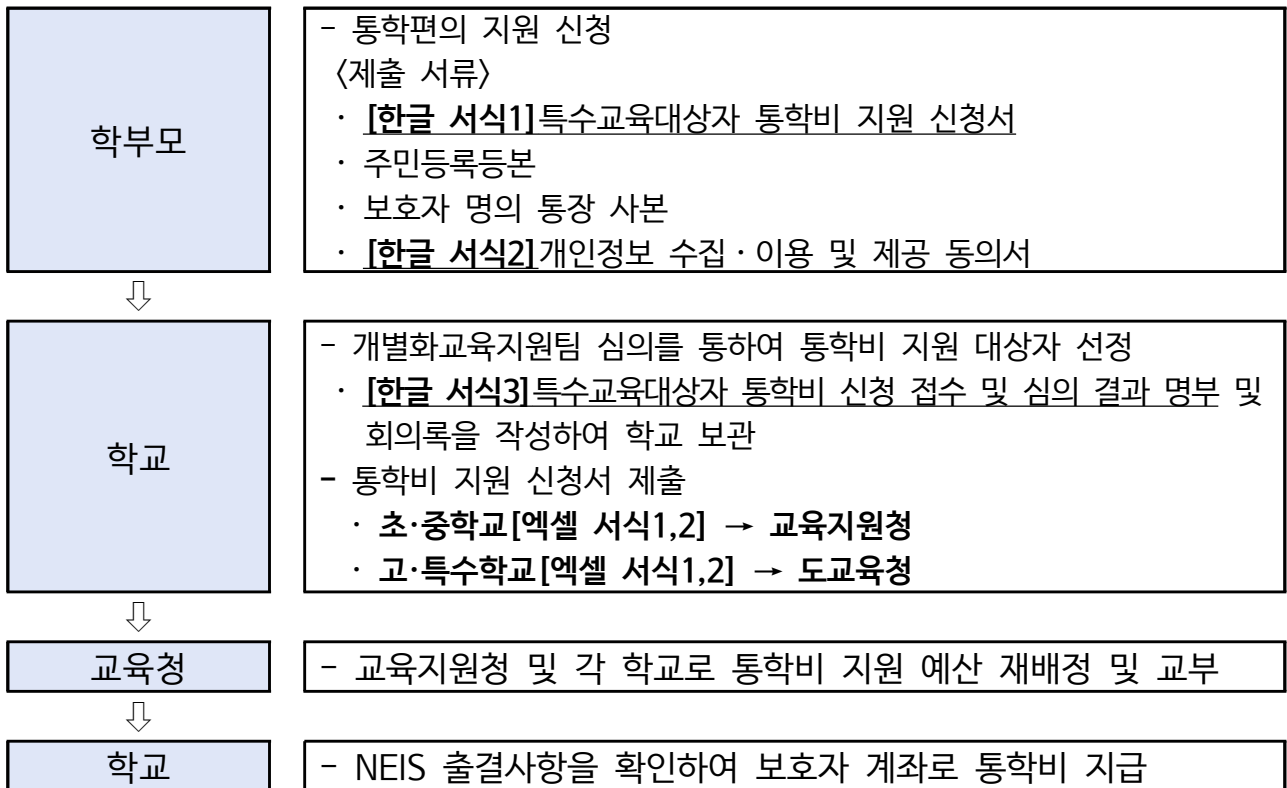 학부모
- 통학편의 지원 신청
<제출 서류>
· [한글 서식1]특수교육대상자 통학비 지원 신청서
· 주민등록등본
· 보호자 명의 통장 사본
· [한글 서식2]개인정보 수집·이용 및 제공 동의서
⇩
학교
- 개별화교육지원팀 심의를 통하여 통학비 지원 대상자 선정
· [한글 서식3]특수교육대상자 통학비 신청 접수 및 심의 결과 명부 및
회의록을 작성하여 학교 보관
- 통학비 지원 신청서 제출
· 초·중학교[엑셀 서식1,2] → 교육지원청
· 고·특수학교[엑셀 서식1,2] → 도교육청
⇩
교육청
- 교육지원청 및 각 학교로 통학비 지원 예산 재배정 및 교부
⇩
학교
- NEIS 출결사항을 확인하여 보호자 계좌로 통학비 지급